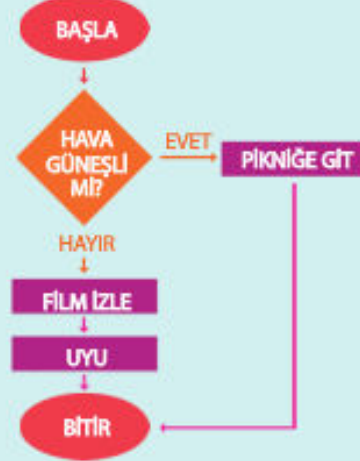 BAŞLA
HAVA
GÜNEŞLİ
Mİ?
EVET
PİKNİĞE GİT
HAYIR
FİLM İZLE
UYU
BİTİR